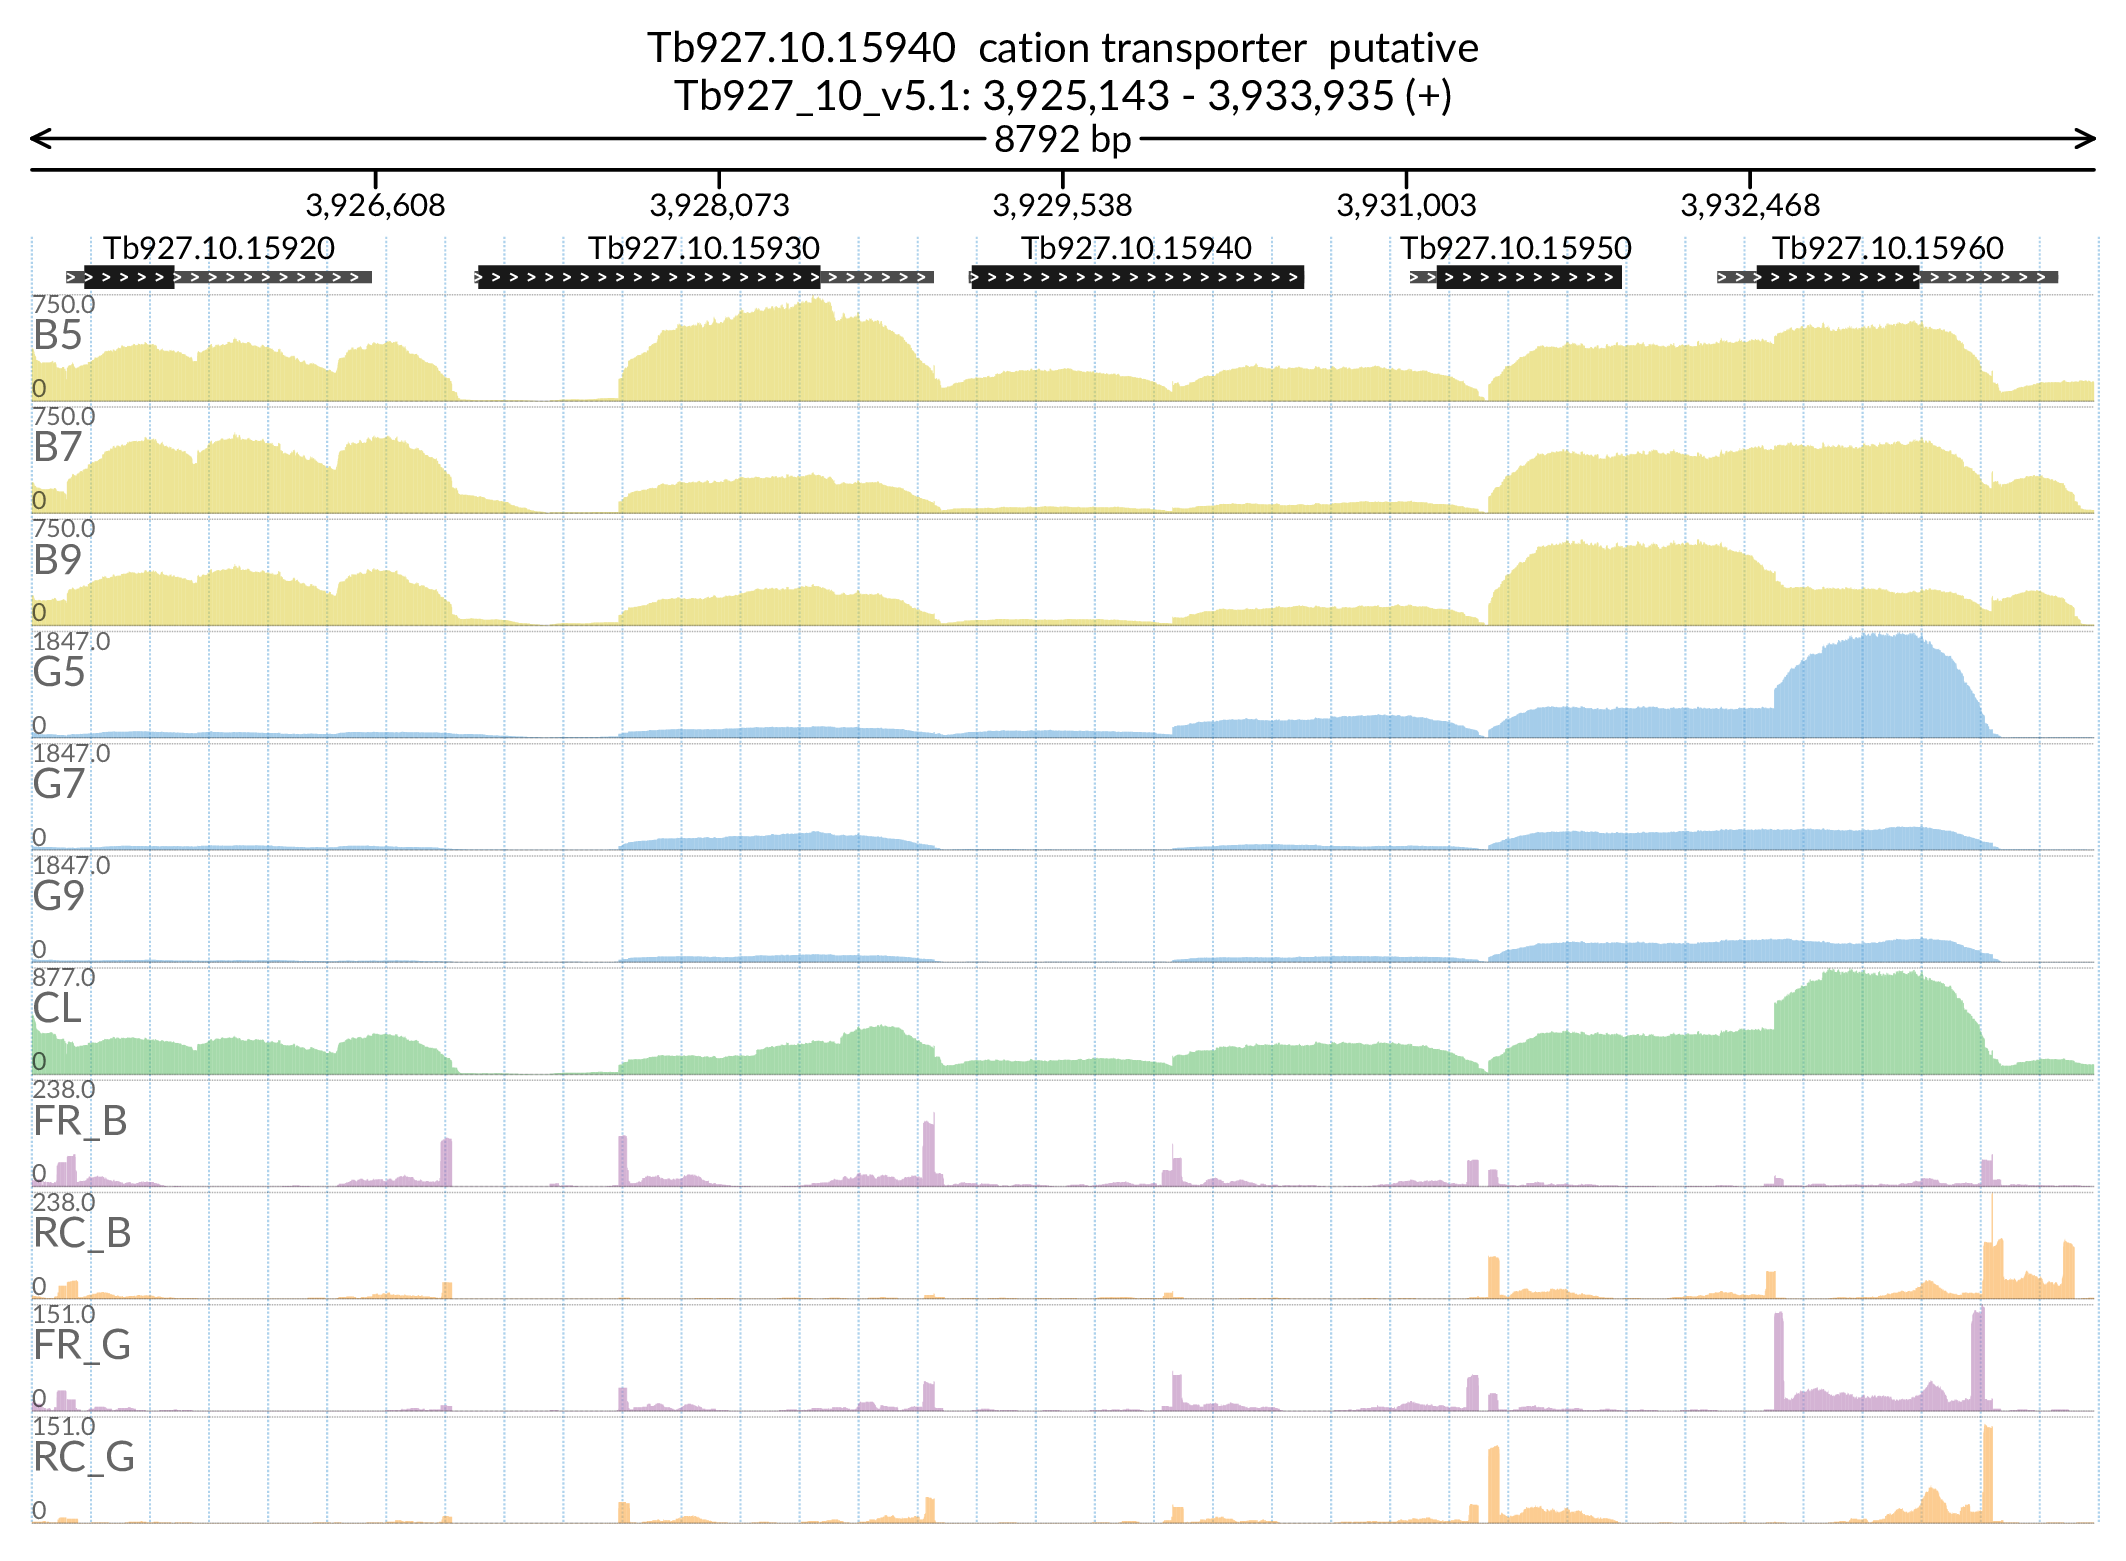 Tb927.10.15940 cation transporter putative
Tb927_10_v5.1: 3,925,143 - 3,933,935 (+)
8792 bp
3,926,608 3,928,073 3,929,538 3,931,003 3,932,468
Tb927.10.15920 Tb927.10.15930 Tb927.10.15940 Tb927.10.15950 Tb927.10.15960
750.0
B5
0
750.0
B7
0
750.0
B9
0
1847.0
G5
0
1847.0
G7
0
1847.0
G9
0
877.0
CL
0
238.0
FR_B
0
238.0
RC_B
0
151.0
FR_G
0
151.0
RC_G
0